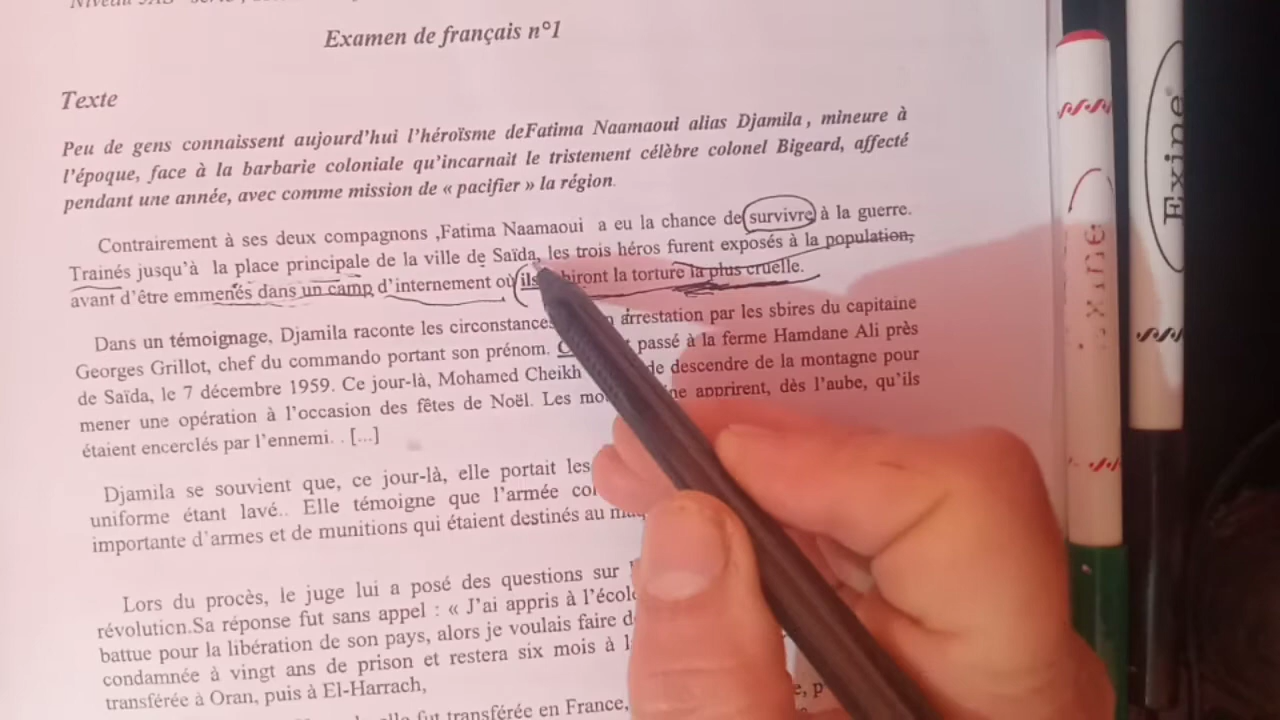 Examen de français n°1
Texte
Peu de gens connaissent aujourd'hui l'héroïsme deFatima Naamaoui alias Djamila, mineure à
l'époque, face à la barbarie coloniale qu'incarnait le tristement célèbre colonel Bigeard, affecté
pendant une année, avec comme mission de « pacifier » la région.
Contrairement à ses deux compagnons ,Fatima Naamaoui a eu la chance de survivre à la guerre.
Trainés jusqu'à la place principale de la ville de Saïda, les trois héros furent exposés à la population,
avant d'être emmenés dans un camp d'internement où ils la torture la plus cruelle.
Dans un témoignage, Djamila raconte les circonstances arrestation par les sbires du capitaine
Georges Grillot, chef du commando portant son prénom. passé à la ferme Hamdane Ali près
de Saïda, le 7 décembre 1959. Ce jour-là, Mohamed Cheikh de descendre de la montagne pour
mener une opération à l'occasion des fêtes de Noël. Les apprirent, dès l'aube, qu'ils
étaient encerclés par l'ennemi. . [...]
Djamila se souvient que, ce jour-là, elle portait les
uniforme étant lavé.. Elle témoigne que l'armée
importante d'armes et de munitions qui étaient destinés au
Lors du procès, le juge lui a posé des questions sur
révolution.Sa réponse fut sans appel : « J'ai appris à
battue pour la libération de son pays, alors je voulais faire
condamnée à vingt ans de prison et restera six mois à
transférée à Oran, puis à El-Harrach,
elle fut transférée en France,
Exine